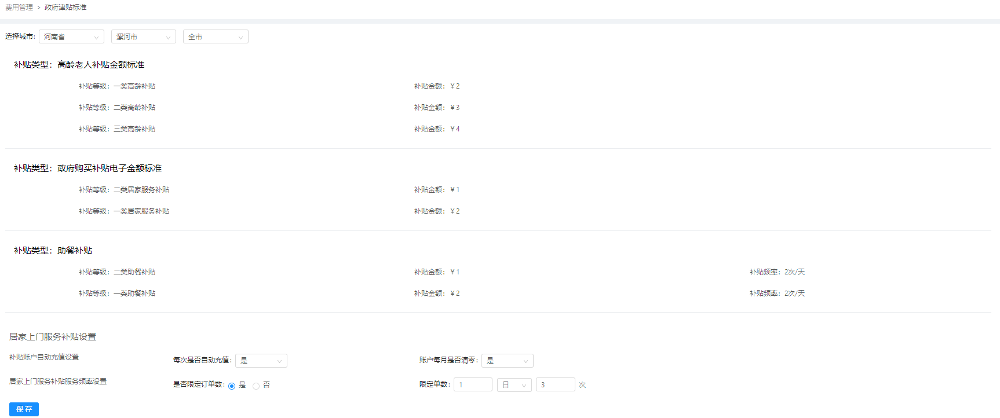 费用管理 > 政府津贴标准
选择城市: 河南省 漯河市 全市
补贴类型：高龄老人补贴金额标准
补贴等级：一类高龄补贴 补贴金额：￥2
补贴等级：二类高龄补贴 补贴金额：￥3
补贴等级：三类高龄补贴 补贴金额：￥4
补贴类型：政府购买补贴电子金额标准
补贴等级：二类居家服务补贴 补贴金额：￥1
补贴等级：一类居家服务补贴 补贴金额：￥2
补贴类型：助餐补贴
补贴等级：二类助餐补贴 补贴金额：￥1 补贴频率：2次/天
补贴等级：一类助餐补贴 补贴金额：￥2 补贴频率：2次/天
居家上门服务补贴设置
补贴账户自动充值设置 每次是否自动充值: 是 账户每月是否清零: 是
居家上门服务补贴服务频率设置 是否限定订单数: 是 否 限定单数: 1 日 3 次
保存